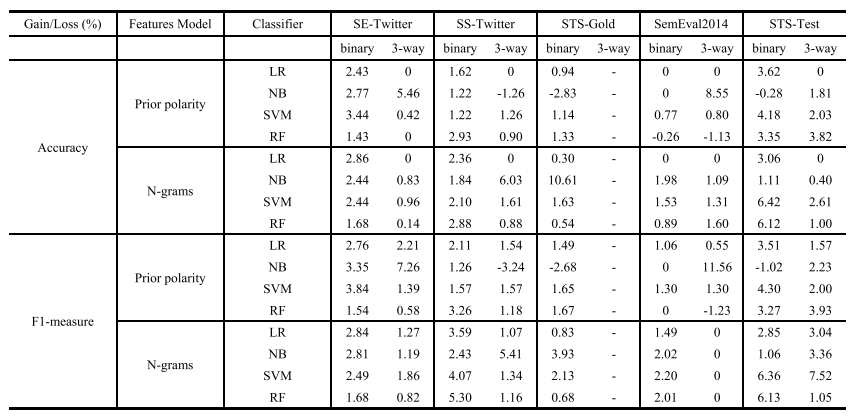 Gain/Loss (%) Features Model Classifier SE-Twitter SS-Twitter STS-Gold SemEval2014 STS-Test
binary 3-way binary 3-way binary 3-way binary 3-way binary 3-way
Accuracy Prior polarity LR 2.43 0 1.62 0 0.94 - 0 0 3.62 0
NB 2.77 5.46 1.22 -1.26 -2.83 - 0 8.55 -0.28 1.81
SVM 3.44 0.42 1.22 1.26 1.14 - 0.77 0.80 4.18 2.03
RF 1.43 0 2.93 0.90 1.33 - -0.26 -1.13 3.35 3.82
N-grams LR 2.86 0 2.36 0 0.30 - 0 0 3.06 0
NB 2.44 0.83 1.84 6.03 10.61 - 1.98 1.09 1.11 0.40
SVM 2.44 0.96 2.10 1.61 1.63 - 1.53 1.31 6.42 2.61
RF 1.68 0.14 2.88 0.88 0.54 - 0.89 1.60 6.12 1.00
F1-measure Prior polarity LR 2.76 2.21 2.11 1.54 1.49 - 1.06 0.55 3.51 1.57
NB 3.35 7.26 1.26 -3.24 -2.68 - 0 11.56 -1.02 2.23
SVM 3.84 1.39 1.57 1.57 1.65 - 1.30 1.30 4.30 2.00
RF 1.54 0.58 3.26 1.18 1.67 - 0 -1.23 3.27 3.93
N-grams LR 2.84 1.27 3.59 1.07 0.83 - 1.49 0 2.85 3.04
NB 2.81 1.19 2.43 5.41 3.93 - 2.02 0 1.06 3.36
SVM 2.49 1.86 4.07 1.34 2.13 - 2.20 0 6.36 7.52
RF 1.68 0.82 5.30 1.16 0.68 - 2.01 0 6.13 1.05